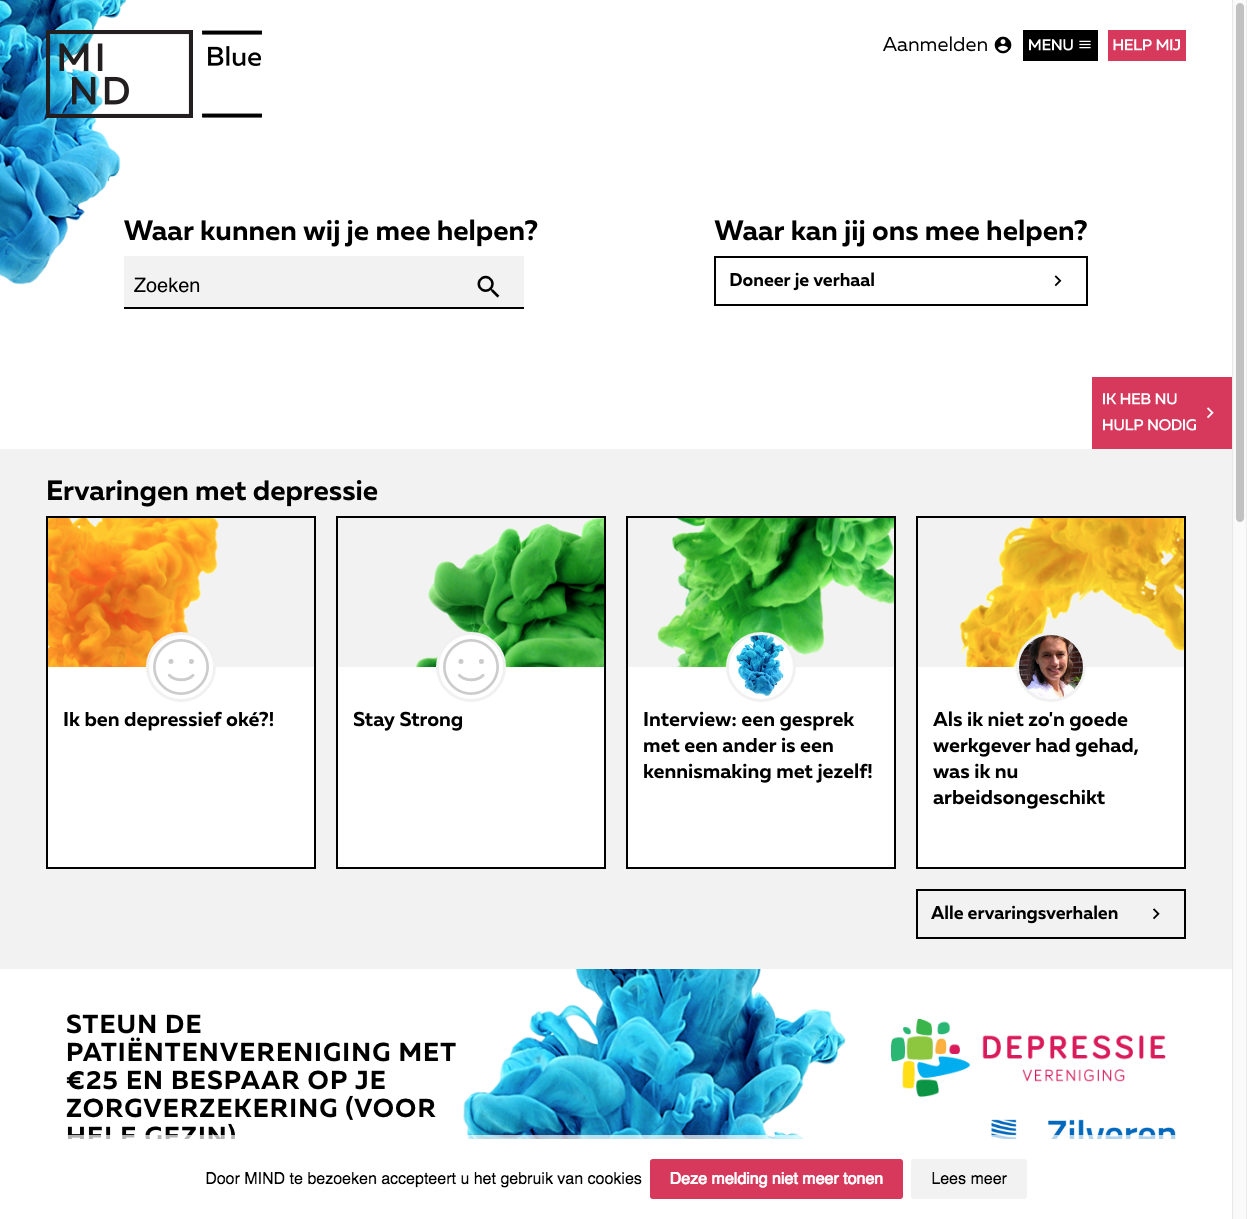 MI
ND
Blue
Aanmelden
MENU
HELP MIJ
Waar kunnen wij je mee helpen?
Zoeken
Waar kan jij ons mee helpen?
Doneer je verhaal
IK HEB NU
HULP NODIG
Ervaringen met depressie
Ik ben depressief oké?!
Stay Strong
Interview: een gesprek
met een ander is een
kennismaking met jezelf!
Als ik niet zo'n goede
werkgever had gehad,
was ik nu
arbeidsongeschikt
Alle ervaringsverhalen
STEUN DE
PATIËNTENVERENIGING MET
€25 EN BESPAAR OP JE
ZORGVERZEKERING (VOOR
HELE GEZIN)
DEPRESSIE
VERENIGING
Zilveren
Door MIND te bezoeken accepteert u het gebruik van cookies
Deze melding niet meer tonen
Lees meer